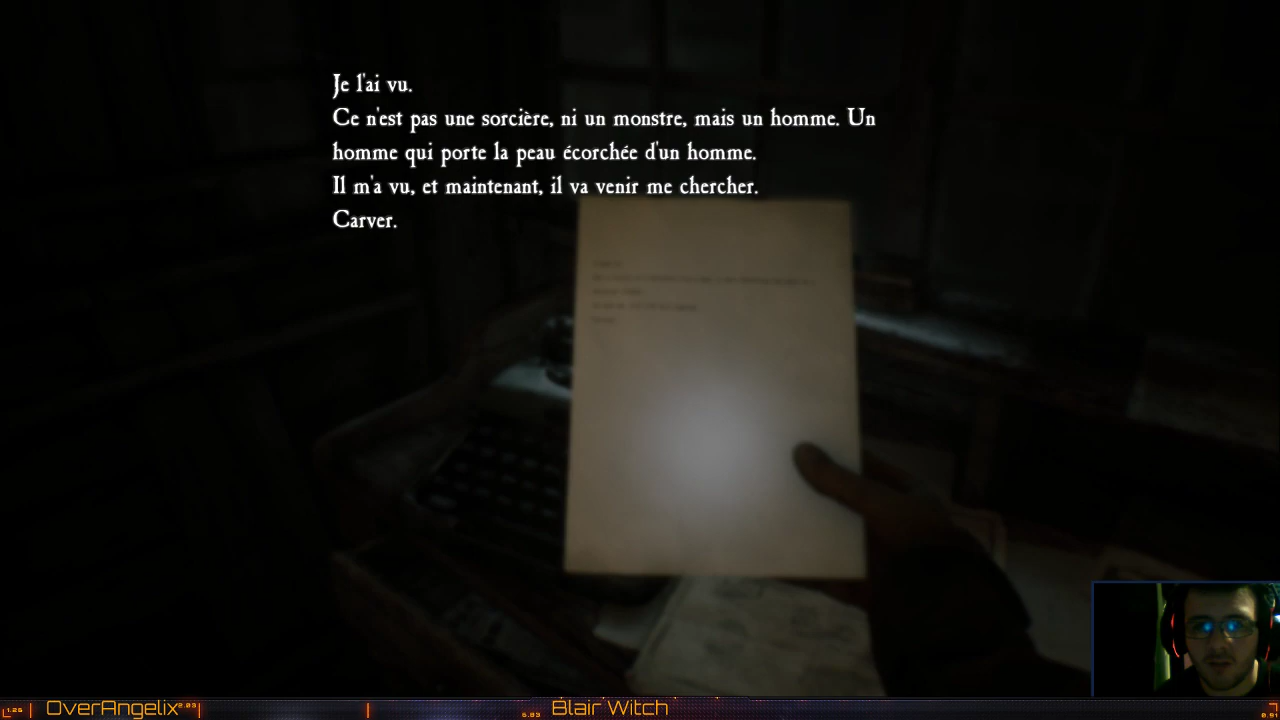 Je l'ai vu.
Ce n'est pas une sorcière, ni un monstre, mais un homme. Un
homme qui porte la peau écorchée d'un homme.
Il m'a vu, et maintenant, il va venir me chercher.
Carver.
OverAngelix
Blair Witch